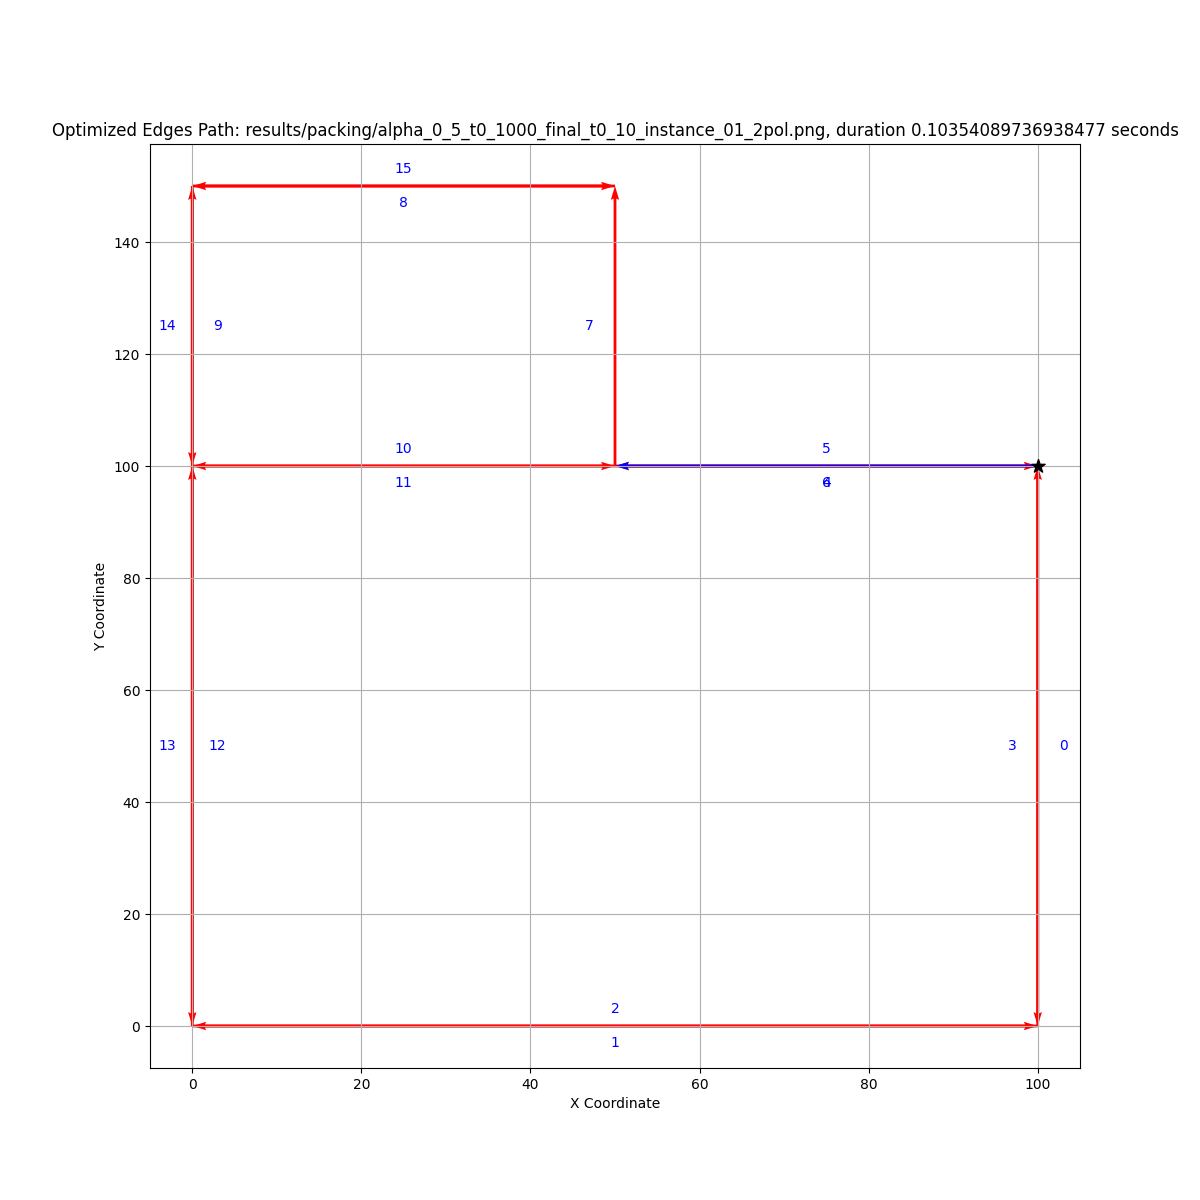 Optimized Edges Path: results/packing/alpha_0_5_t0_1000_final_t0_10_instance_01_2pol.png, duration 0.10354089736938477 seconds
15
8
140
14 9 7
120
10 5
100
11 6 4
80
Y Coordinate
60
13 12 3 0
40
20
2
0
1
0 20 40 60 80 100
X Coordinate